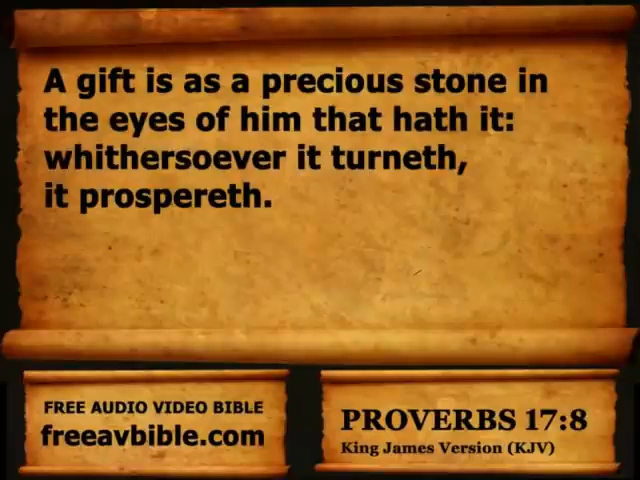 A gift is as a precious stone in
the eyes of him that hath it:
whithersoever it turneth,
it prospereth.
FREE AUDIO VIDEO BIBLE
freeavbible.com
PROVERBS 17:8
King James Version (KJV)